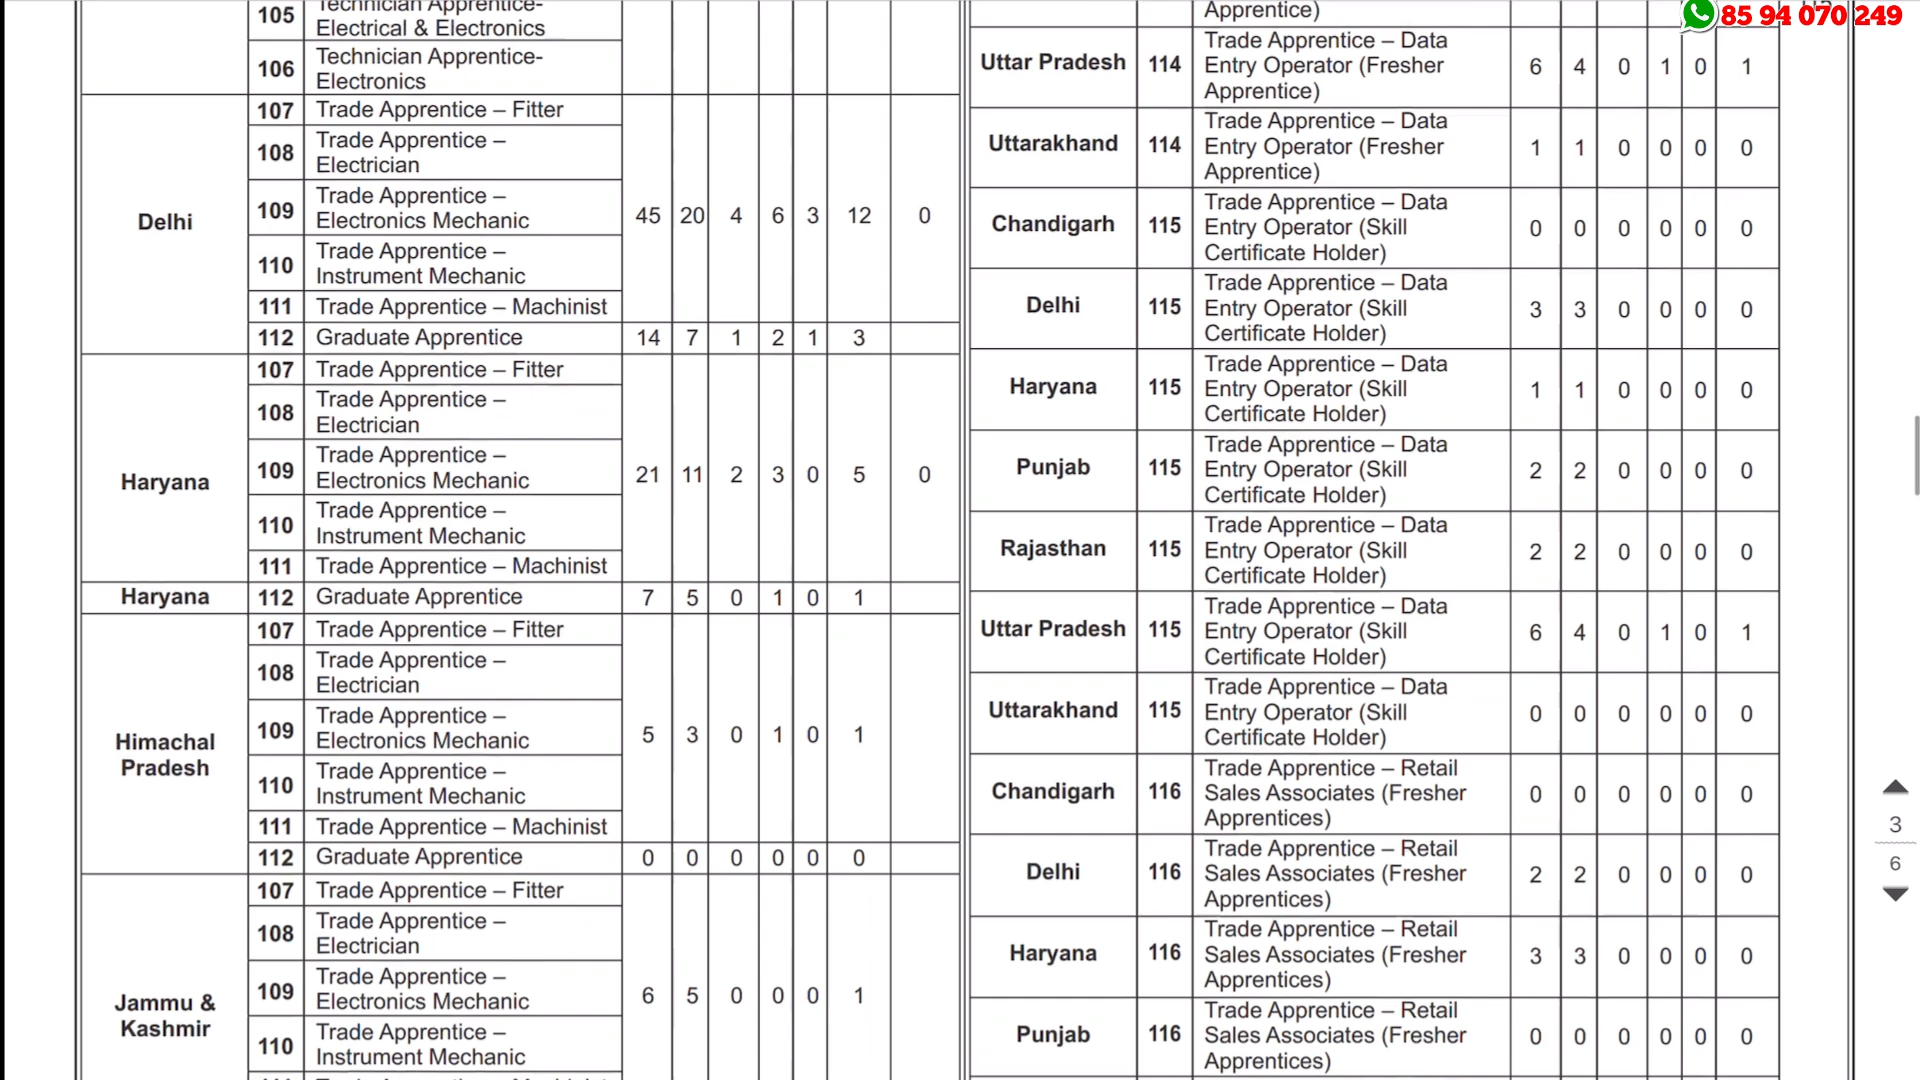 85 94 070 249
105 Technician Apprentice-
Electrical & Electronics
106 Technician Apprentice-
Electronics
Delhi
107 Trade Apprentice – Fitter
108 Trade Apprentice –
Electrician
109 Trade Apprentice –
Electronics Mechanic
45 20 4 6 3 12 0
110 Trade Apprentice –
Instrument Mechanic
111 Trade Apprentice – Machinist
112 Graduate Apprentice 14 7 1 2 1 3
Haryana
107 Trade Apprentice – Fitter
108 Trade Apprentice –
Electrician
109 Trade Apprentice –
Electronics Mechanic
21 11 2 3 0 5 0
110 Trade Apprentice –
Instrument Mechanic
111 Trade Apprentice – Machinist
Haryana 112 Graduate Apprentice 7 5 0 1 0 1
Himachal
Pradesh
107 Trade Apprentice – Fitter
108 Trade Apprentice –
Electrician
109 Trade Apprentice –
Electronics Mechanic
5 3 0 1 0 1
110 Trade Apprentice –
Instrument Mechanic
111 Trade Apprentice – Machinist
112 Graduate Apprentice 0 0 0 0 0 0
Jammu &
Kashmir
107 Trade Apprentice – Fitter
108 Trade Apprentice –
Electrician
109 Trade Apprentice –
Electronics Mechanic
6 5 0 0 0 1
110 Trade Apprentice –
Instrument Mechanic
Apprentice)
Uttar Pradesh 114 Trade Apprentice – Data
Entry Operator (Fresher
Apprentice)
6 4 0 1 0 1
Uttarakhand 114 Trade Apprentice – Data
Entry Operator (Fresher
Apprentice)
1 1 0 0 0 0
Chandigarh 115 Trade Apprentice – Data
Entry Operator (Skill
Certificate Holder)
0 0 0 0 0 0
Delhi 115 Trade Apprentice – Data
Entry Operator (Skill
Certificate Holder)
3 3 0 0 0 0
Haryana 115 Trade Apprentice – Data
Entry Operator (Skill
Certificate Holder)
1 1 0 0 0 0
Punjab 115 Trade Apprentice – Data
Entry Operator (Skill
Certificate Holder)
2 2 0 0 0 0
Rajasthan 115 Trade Apprentice – Data
Entry Operator (Skill
Certificate Holder)
2 2 0 0 0 0
Uttar Pradesh 115 Trade Apprentice – Data
Entry Operator (Skill
Certificate Holder)
6 4 0 1 0 1
Uttarakhand 115 Trade Apprentice – Data
Entry Operator (Skill
Certificate Holder)
0 0 0 0 0 0
Chandigarh 116 Trade Apprentice – Retail
Sales Associates (Fresher
Apprentices)
0 0 0 0 0 0
Delhi 116 Trade Apprentice – Retail
Sales Associates (Fresher
Apprentices)
2 2 0 0 0 0
Haryana 116 Trade Apprentice – Retail
Sales Associates (Fresher
Apprentices)
3 3 0 0 0 0
Punjab 116 Trade Apprentice – Retail
Sales Associates (Fresher
Apprentices)
0 0 0 0 0 0
3
6